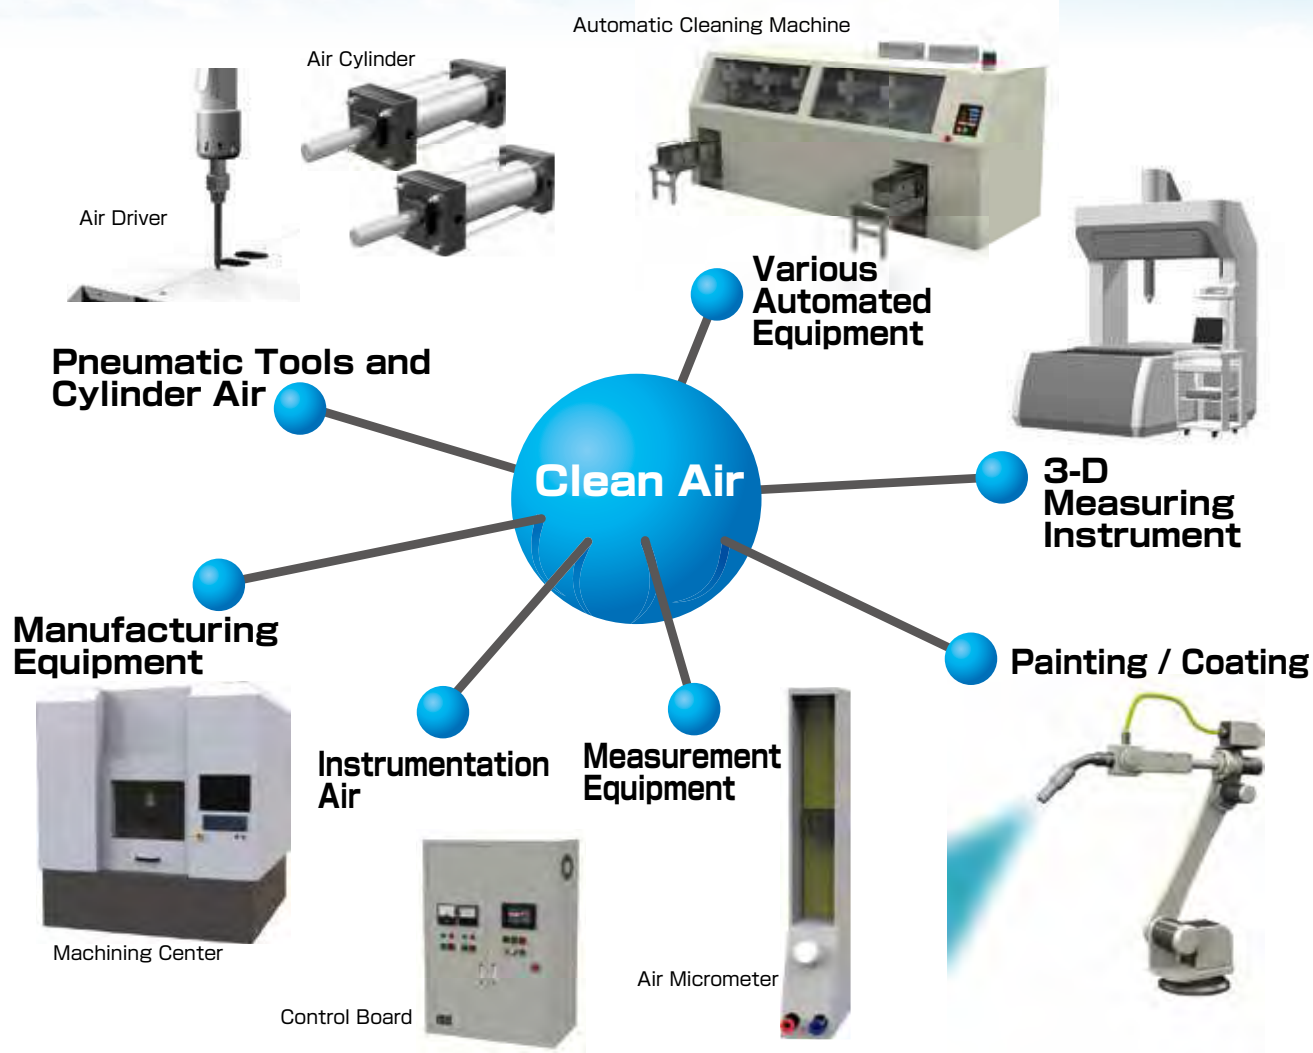 Automatic Cleaning Machine
Air Cylinder
Air Driver
Various
Automated
Equipment
Pneumatic Tools and
Cylinder Air
Clean Air
3-D
Measuring
Instrument
Manufacturing
Equipment
Painting / Coating
Instrumentation
Air
Measurement
Equipment
Machining Center
Air Micrometer
Control Board